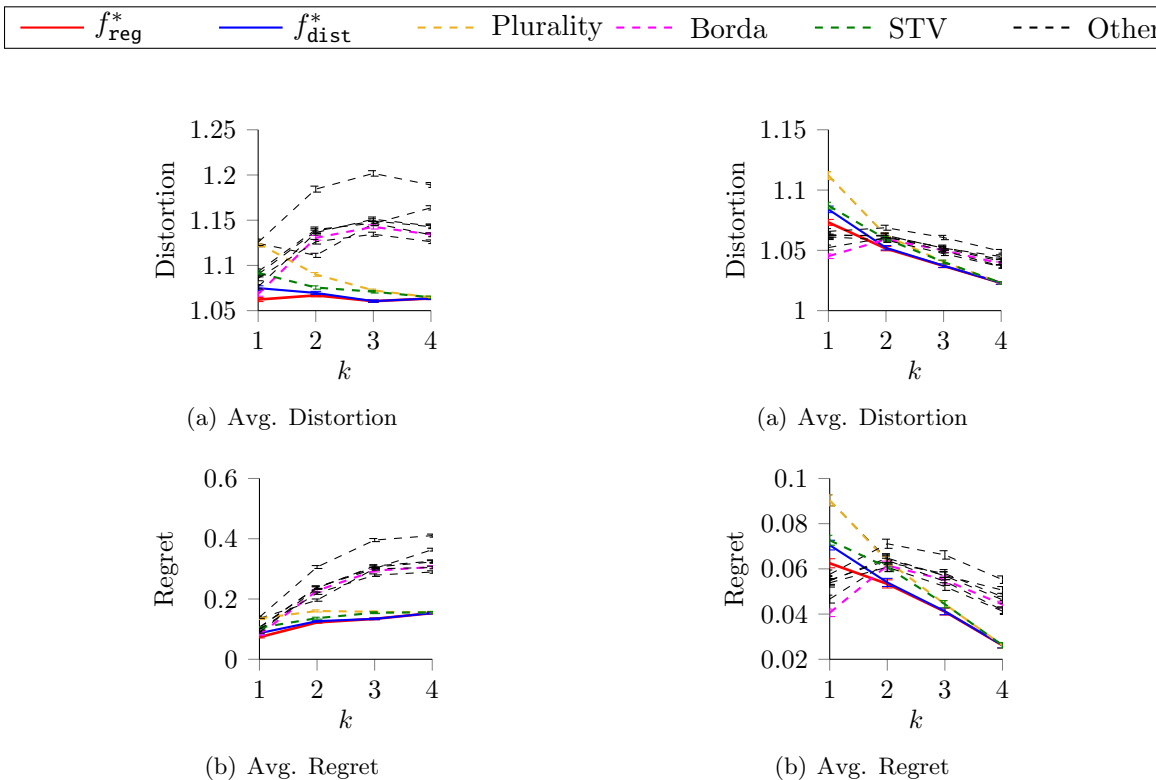 f*reg f*dist Plurality Borda STV Other
1.25
1.2
1.15
1.1
1.05
Distortion
1 2 3 4
k
(a) Avg. Distortion
1.15
1.1
1.05
1
Distortion
1 2 3 4
k
(a) Avg. Distortion
0.6
0.4
0.2
0
Regret
1 2 3 4
k
(b) Avg. Regret
0.1
0.08
0.06
0.04
0.02
Regret
1 2 3 4
k
(b) Avg. Regret